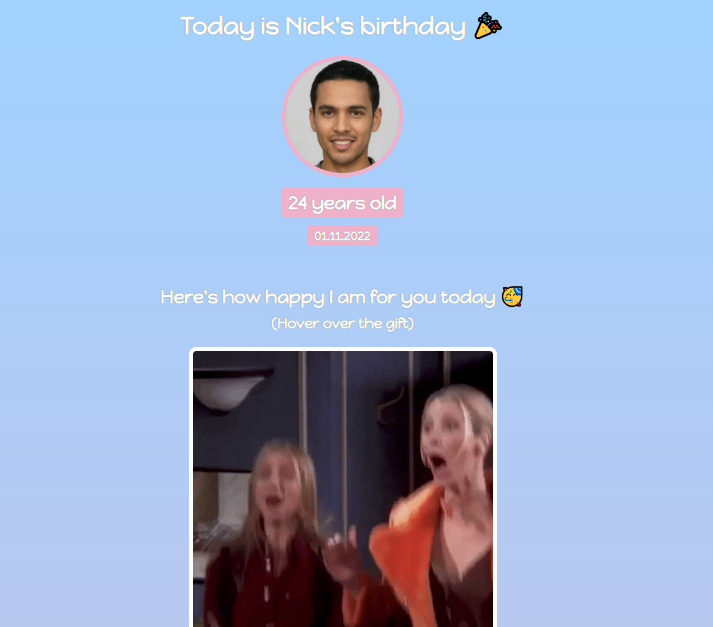 Today is Nick's birthday 🎉
24 years old
01.11.2022
Here's how happy I am for you today 🥳
(Hover over the gift)